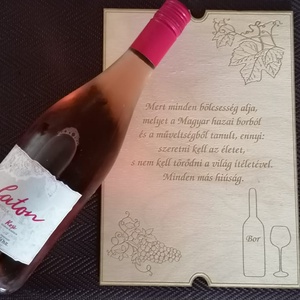 Mert minden bölcsesség alja,
melyet a Magyar hazai borból
és a műveltségből tanult, ennyi:
szeretni kell az életet,
s nem kell törődni a világ ítéletével.
Minden más hiúság.
Bor